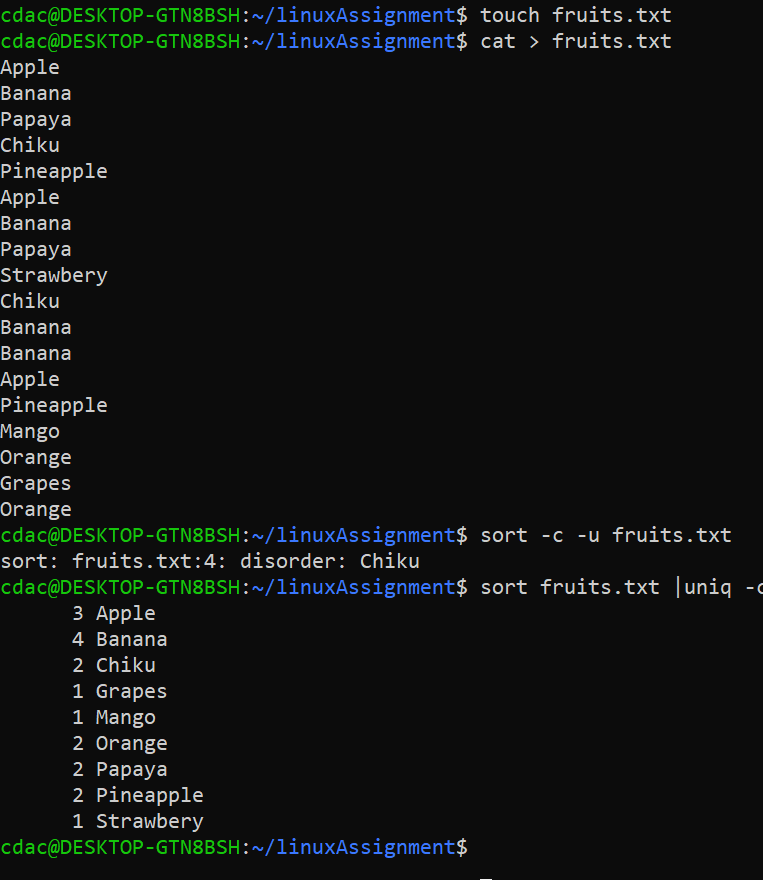 cdac@DESKTOP-GTN8BSH:~/linuxAssignment$ touch fruits.txt
cdac@DESKTOP-GTN8BSH:~/linuxAssignment$ cat > fruits.txt
Apple
Banana
Papaya
Chiku
Pineapple
Apple
Banana
Papaya
Strawbery
Chiku
Banana
Banana
Apple
Pineapple
Mango
Orange
Grapes
Orange
cdac@DESKTOP-GTN8BSH:~/linuxAssignment$ sort -c -u fruits.txt
sort: fruits.txt:4: disorder: Chiku
cdac@DESKTOP-GTN8BSH:~/linuxAssignment$ sort fruits.txt |uniq -c
      3 Apple
      4 Banana
      2 Chiku
      1 Grapes
      1 Mango
      2 Orange
      2 Papaya
      2 Pineapple
      1 Strawbery
cdac@DESKTOP-GTN8BSH:~/linuxAssignment$